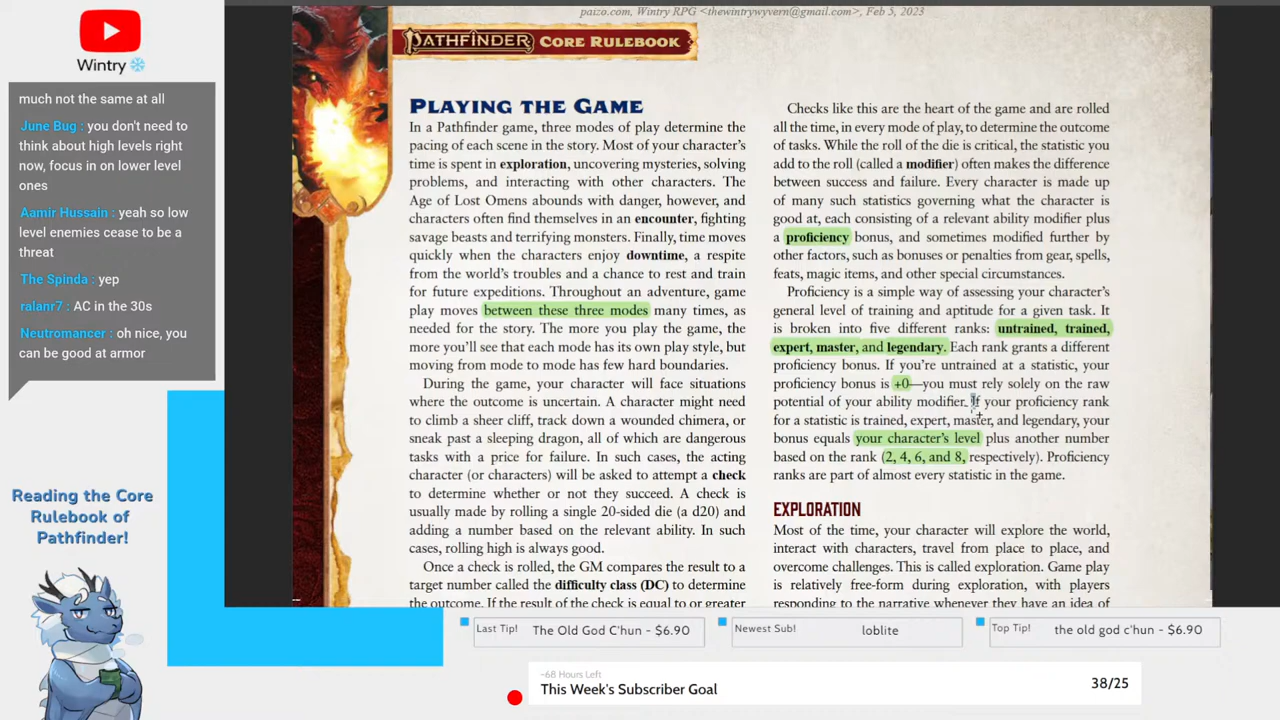 paizo.com, Wintry RPG <thewintrywyvern@gmail.com>, Feb 5, 2023
PATHFINDER CORE RULEBOOK
Wintry
much not the same at all
June Bug : you don't need to
think about high levels right
now, focus in on lower level
ones
Aamir Hussain : yeah so low
level enemies cease to be a
threat
The Spinda : yep
ralanr7 : AC in the 30s
Neutromancer : oh nice, you
can be good at armor
Reading the Core
Rulebook of
Pathfinder!
PLAYING THE GAME
In a Pathfinder game, three modes of play determine the
pacing of each scene in the story. Most of your character's
time is spent in exploration, uncovering mysteries, solving
problems, and interacting with other characters. The
Age of Lost Omens abounds with danger, however, and
characters often find themselves in an encounter, fighting
savage beasts and terrifying monsters. Finally, time moves
quickly when the characters enjoy downtime, a respite
from the world's troubles and a chance to rest and train
for future expeditions. Throughout an adventure, game
play moves between these three modes many times, as
needed for the story. The more you play the game, the
more you'll see that each mode has its own play style, but
moving from mode to mode has few hard boundaries.
During the game, your character will face situations
where the outcome is uncertain. A character might need
to climb a sheer cliff, track down a wounded chimera, or
sneak past a sleeping dragon, all of which are dangerous
tasks with a price for failure. In such cases, the acting
character (or characters) will be asked to attempt a check
to determine whether or not they succeed. A check is
usually made by rolling a single 20-sided die (a d20) and
adding a number based on the relevant ability. In such
cases, rolling high is always good.
Once a check is rolled, the GM compares the result to a
target number called the difficulty class (DC) to determine
the outcome. If the result of the check is equal to or greater
Checks like this are the heart of the game and are rolled
all the time, in every mode of play, to determine the outcome
of tasks. While the roll of the die is critical, the statistic you
add to the roll (called a modifier) often makes the difference
between success and failure. Every character is made up
of many such statistics governing what the character is
good at, each consisting of a relevant ability modifier plus
a proficiency bonus, and sometimes modified further by
other factors, such as bonuses or penalties from gear, spells,
feats, magic items, and other special circumstances.
Proficiency is a simple way of assessing your character's
general level of training and aptitude for a given task. It
is broken into five different ranks: untrained, trained,
expert, master, and legendary. Each rank grants a different
proficiency bonus. If you're untrained at a statistic, your
proficiency bonus is +0—you must rely solely on the raw
potential of your ability modifier. If your proficiency rank
for a statistic is trained, expert, master, and legendary, your
bonus equals your character's level plus another number
based on the rank (2, 4, 6, and 8, respectively). Proficiency
ranks are part of almost every statistic in the game.
EXPLORATION
Most of the time, your character will explore the world,
interact with characters, travel from place to place, and
overcome challenges. This is called exploration. Game play
is relatively free-form during exploration, with players
responding to the narrative whenever they have an idea of
Last Tip! The Old God C'hun - $6.90
Newest Sub! loblite
Top Tip! the old god c'hun - $6.90
~68 Hours Left
This Week's Subscriber Goal 38/25